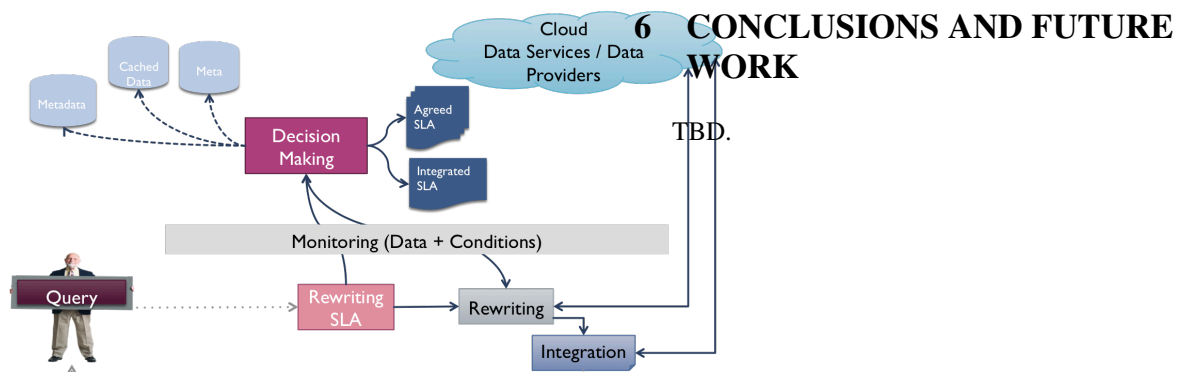 Cloud
Data Services / Data
Providers
6 CONCLUSIONS AND FUTURE
WORK
TBD.
Metadata
Cached
Data
Meta
Decision
Making
Agreed
SLA
Integrated
SLA
Monitoring (Data + Conditions)
Query
Rewriting
SLA
Rewriting
Integration